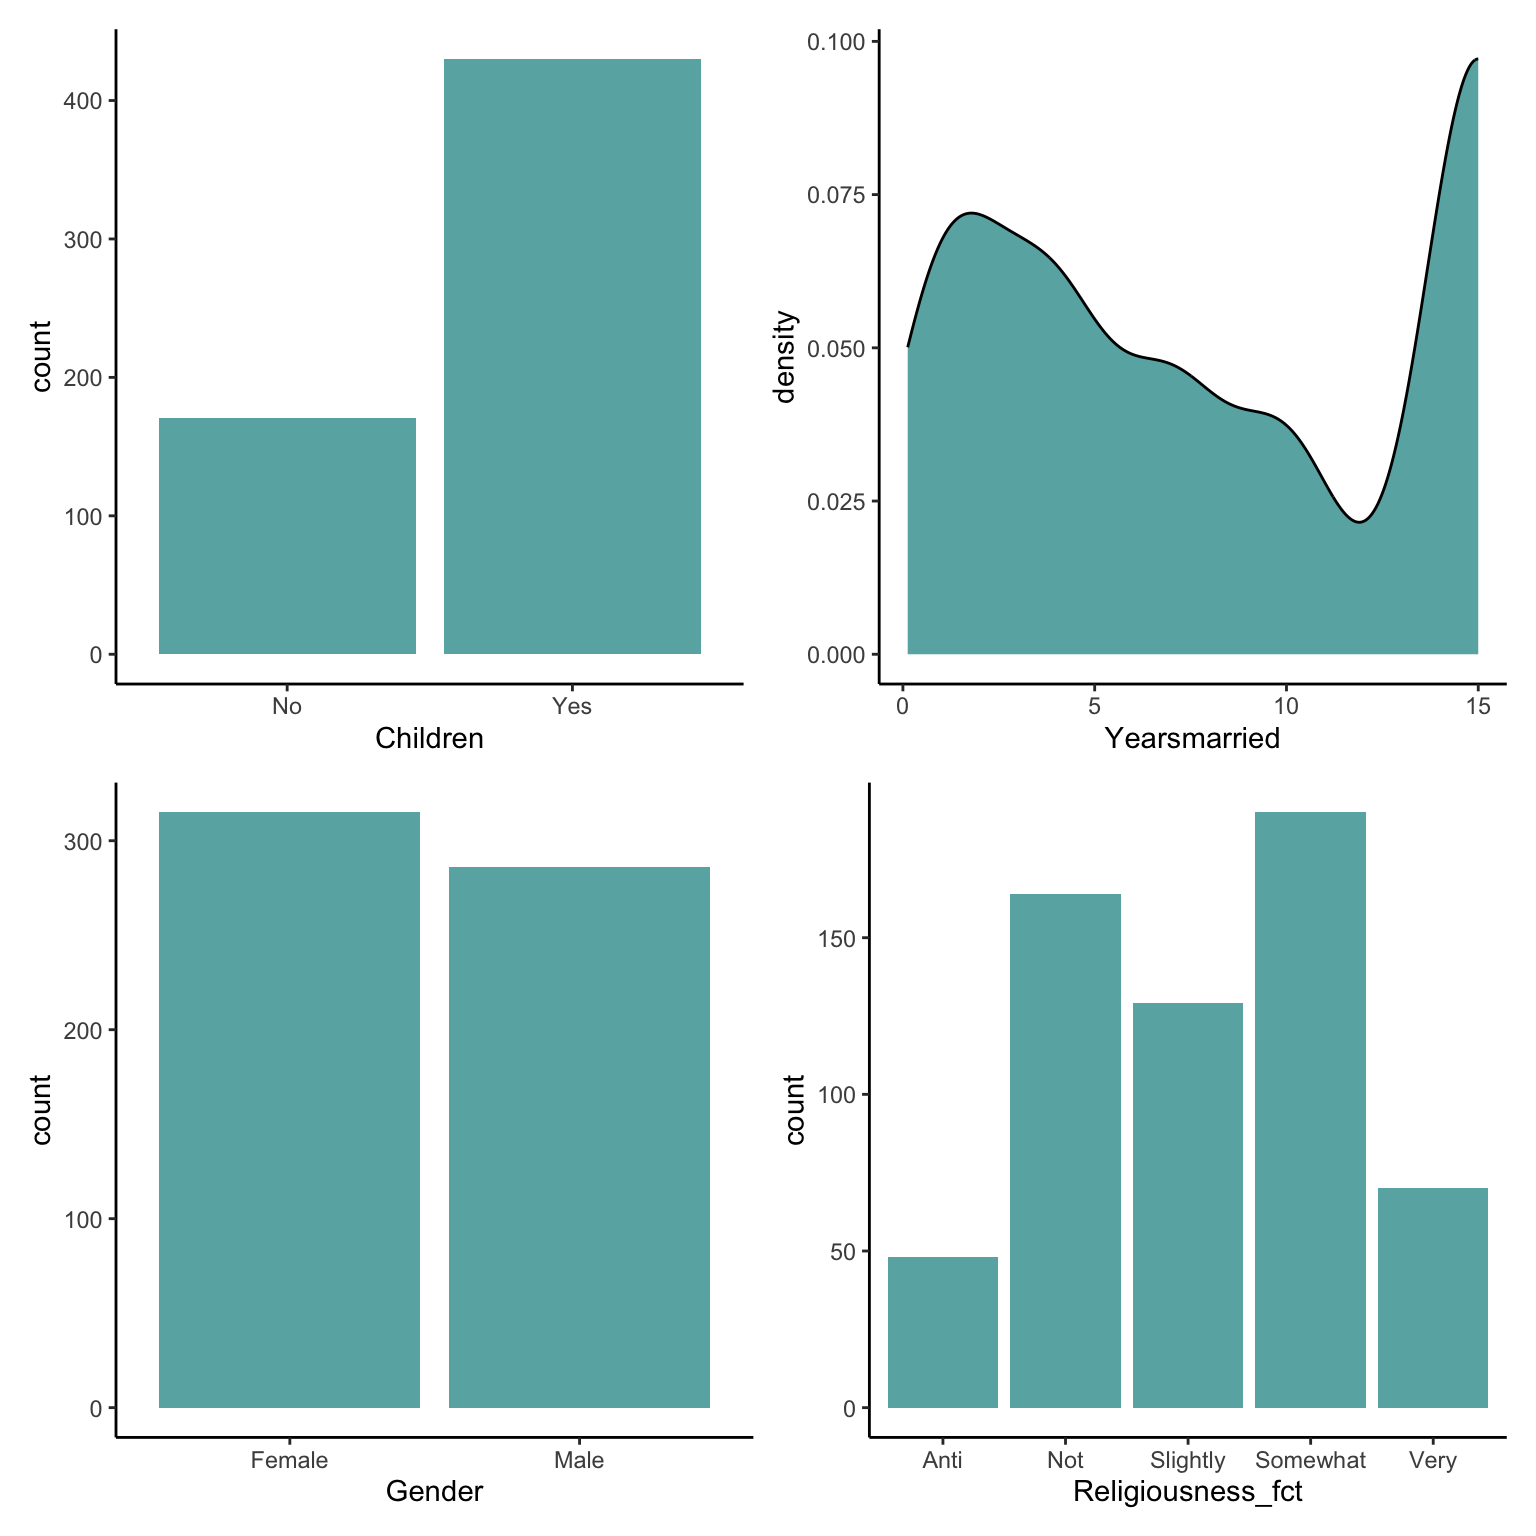 count
400
300
200
100
0
No Yes
Children
density
0.100
0.075
0.050
0.025
0.000
0 5 10 15
Yearsmarried
count
300
200
100
0
Female Male
Gender
count
150
100
50
0
Anti Not Slightly Somewhat Very
Religiousness_fct